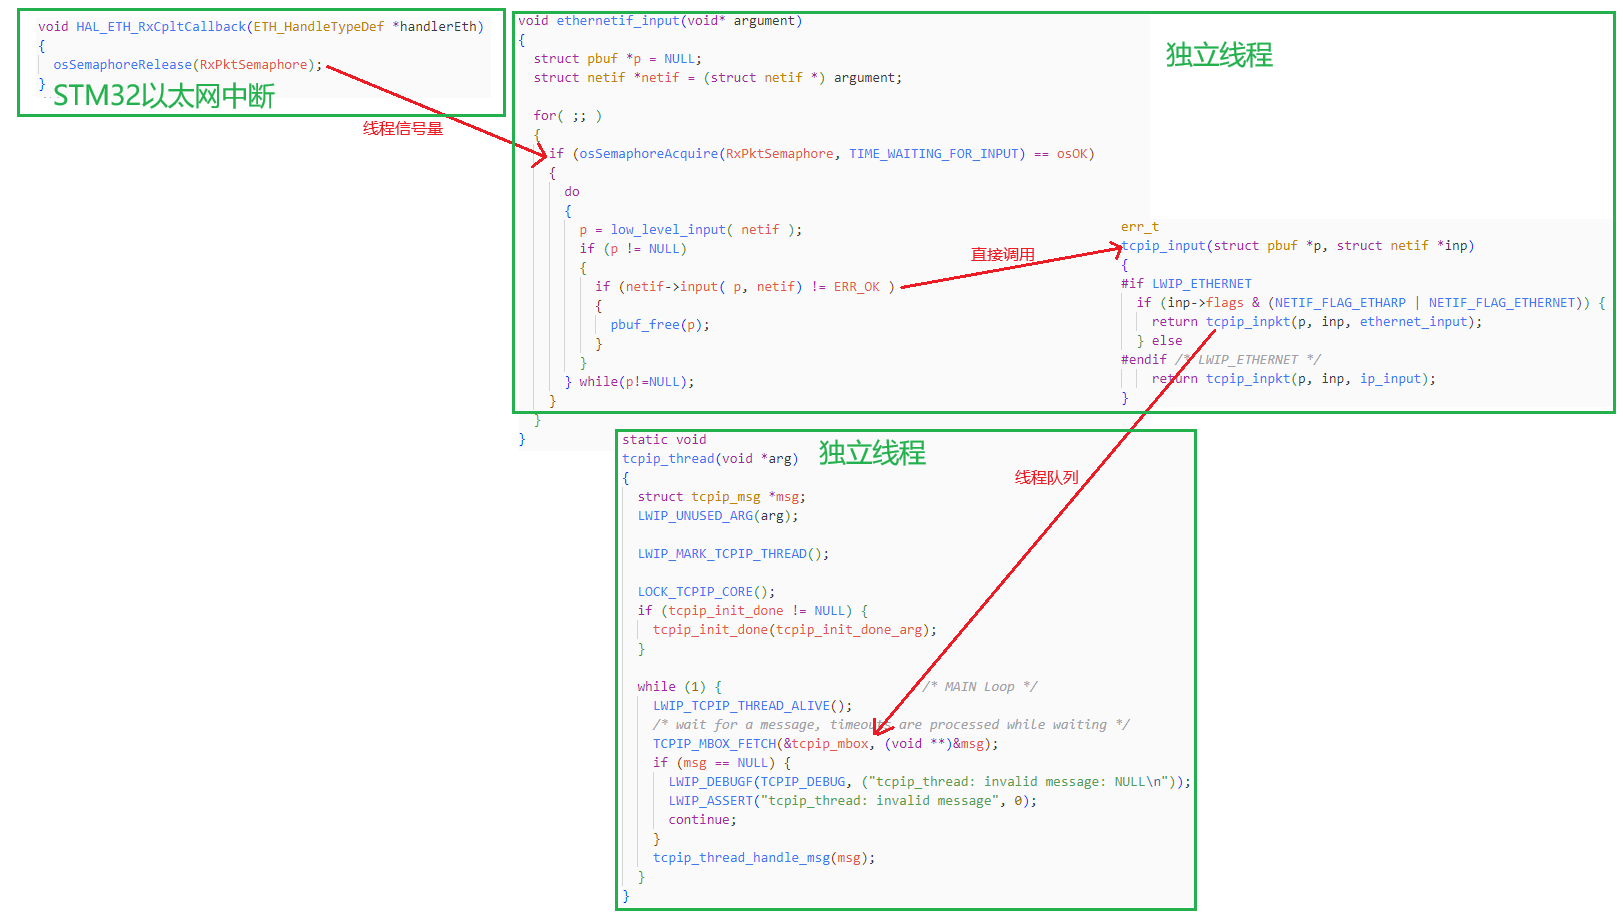 void HAL_ETH_RxCpltCallback(ETH_HandleTypeDef *handlerEth)
{
osSemaphoreRelease(RxPktSemaphore);
}
STM32以太网中断
线程信号量
void ethernetif_input(void* argument)
{
struct pbuf *p = NULL;
struct netif *netif = (struct netif *) argument;
for( ;; )
{
if (osSemaphoreAcquire(RxPktSemaphore, TIME_WAITING_FOR_INPUT) == osOK)
{
do
{
p = low_level_input( netif );
if (p != NULL)
{
if (netif->input( p, netif) != ERR_OK )
{
pbuf_free(p);
}
}
} while(p!=NULL);
}
}
}
独立线程
直接调用
err_t
tcpip_input(struct pbuf *p, struct netif *inp)
{
#if LWIP_ETHERNET
if (inp->flags & (NETIF_FLAG_ETHARP | NETIF_FLAG_ETHERNET)) {
return tcpip_inpkt(p, inp, ethernet_input);
} else
#endif /* LWIP_ETHERNET */
return tcpip_inpkt(p, inp, ip_input);
}
线程队列
static void
tcpip_thread(void *arg)
独立线程
{
struct tcpip_msg *msg;
LWIP_UNUSED_ARG(arg);
LWIP_MARK_TCPIP_THREAD();
LOCK_TCPIP_CORE();
if (tcpip_init_done != NULL) {
tcpip_init_done(tcpip_init_done_arg);
}
while (1) { /* MAIN Loop */
LWIP_TCPIP_THREAD_ALIVE();
/* wait for a message, timeouts are processed while waiting */
TCPIP_MBOX_FETCH(&tcpip_mbox, (void **)&msg);
if (msg == NULL) {
LWIP_DEBUGF(TCPIP_DEBUG, ("tcpip_thread: invalid message: NULL\n"));
LWIP_ASSERT("tcpip_thread: invalid message", 0);
continue;
}
tcpip_thread_handle_msg(msg);
}
}